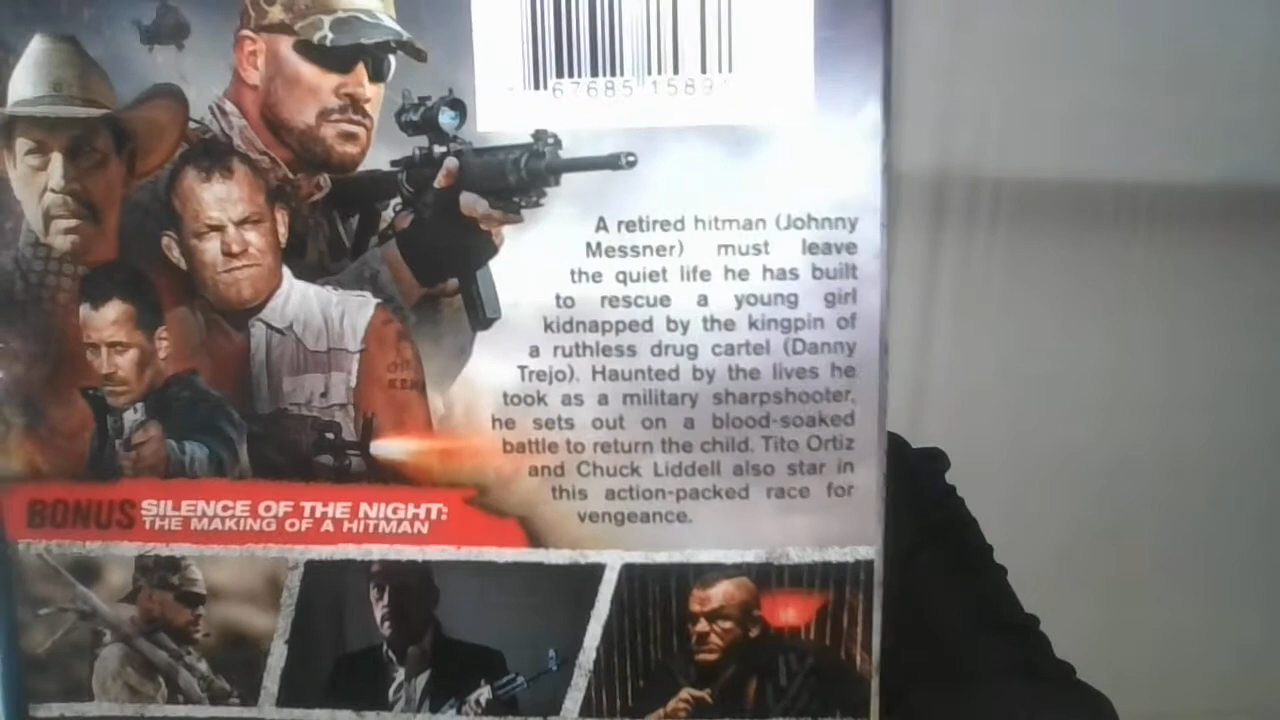 67685 1589
A retired hitman (Johnny
Messner) must leave
the quiet life he has built
to rescue a young girl
kidnapped by the kingpin of
a ruthless drug cartel (Danny
Trejo). Haunted by the lives he
took as a military sharpshooter,
he sets out on a blood-soaked
battle to return the child. Tito Ortiz
and Chuck Liddell also star in
this action-packed race for
vengeance.
BONUS SILENCE OF THE NIGHT:
THE MAKING OF A HITMAN